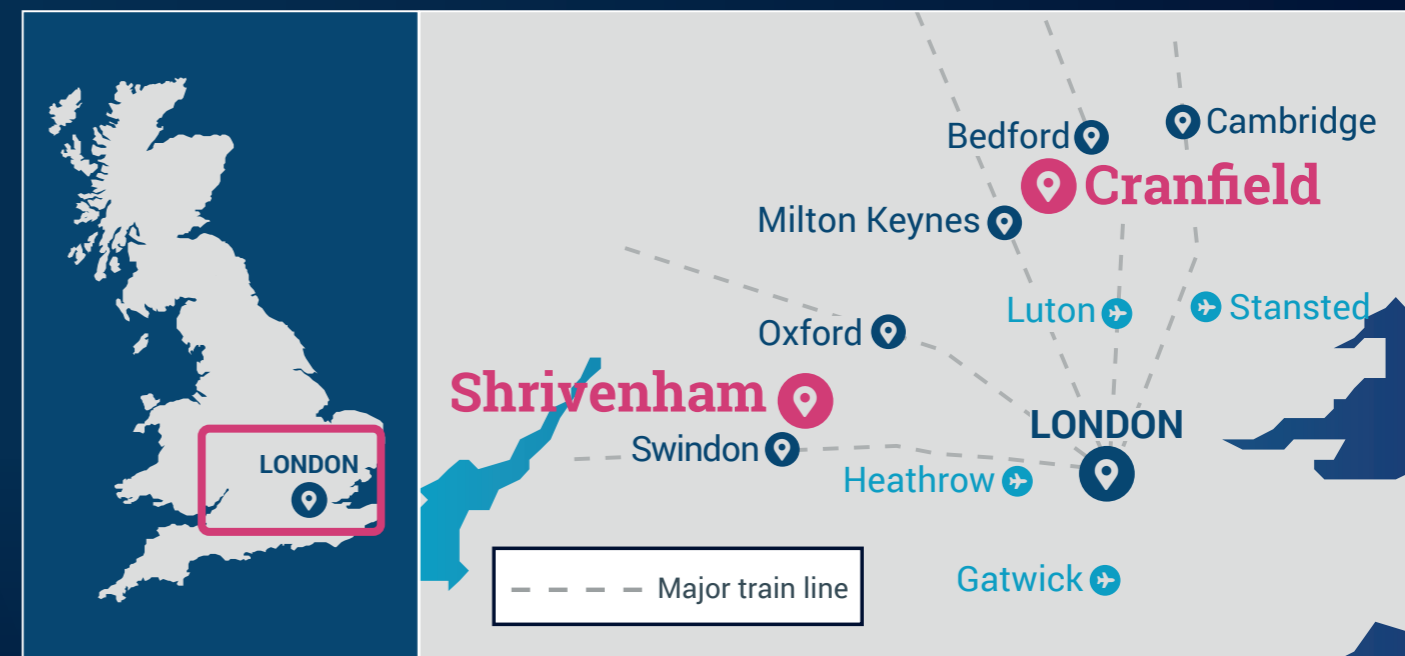 LONDON
Cambridge
Bedford
Cranfield
Milton Keynes
Luton
Stansted
Oxford
Shrivenham
LONDON
Swindon
Heathrow
Gatwick
Major train line